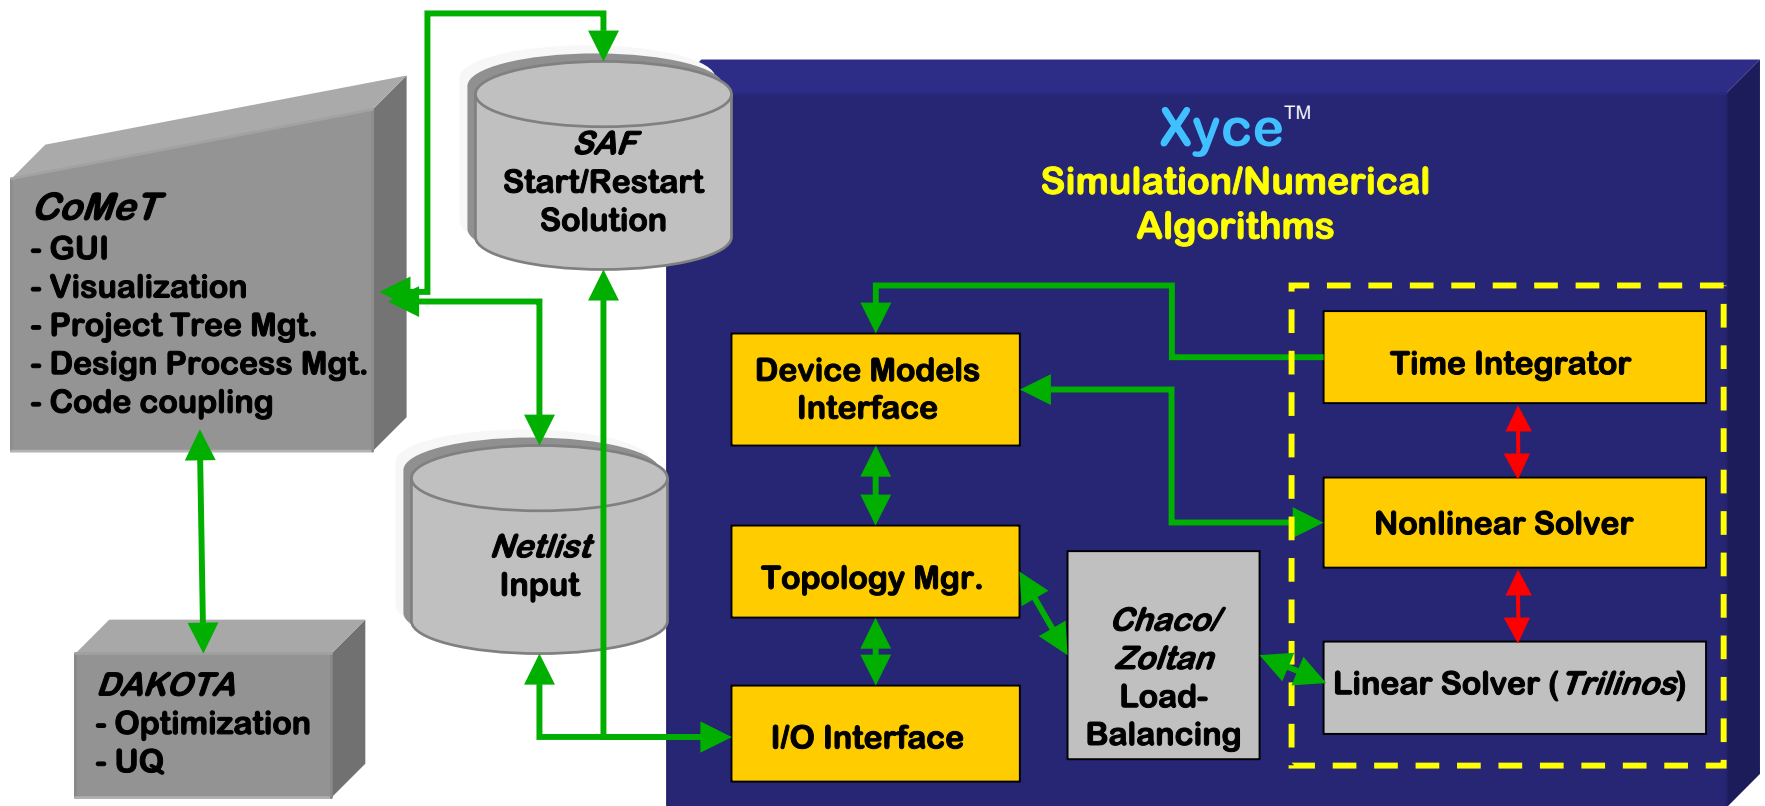 CoMeT
- GUI
- Visualization
- Project Tree Mgt.
- Design Process Mgt.
- Code coupling
DAKOTA
- Optimization
- UQ
SAF
Start/Restart
Solution
Netlist
Input
Xyce™
Simulation/Numerical
Algorithms
Device Models
Interface
Topology Mgr.
I/O Interface
Chaco/
Zoltan
Load-
Balancing
Time Integrator
Nonlinear Solver
Linear Solver (Trilinos)